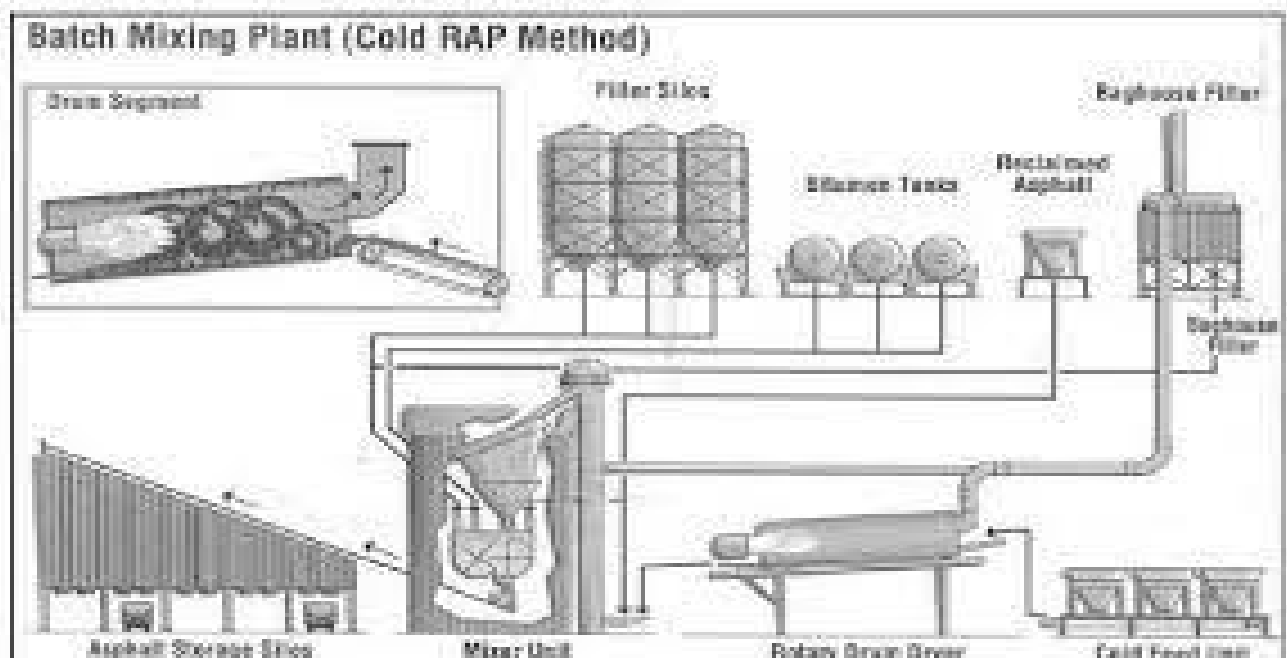 Batch Mixing Plant (Cold RAP Method)
Drum Segment
Filler Silos
Baghouse Filter
Bitumen Tanks
Reclaimed
Asphalt
Baghouse
Filler
Asphalt Storage Silos
Mixer Unit
Rotary Drum Dryer
Cold Feed Unit